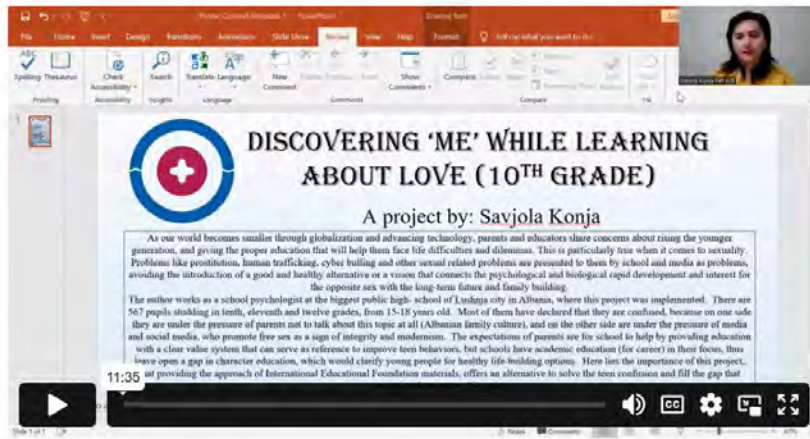 File Home Insert Design Transitions Animations Slide Show Review View Help Format Tell me what you want to do
Spelling Thesaurus Check Accessibility Search Translate Language New Comment Show Comments Compare
Proofing Accessibility Insights Language Comments Compare
DISCOVERING 'ME' WHILE LEARNING
ABOUT LOVE (10TH GRADE)
A project by: Savjola Konja
As our world becomes smaller through globalization and advancing technology, parents and educators share concerns about rising the younger
generation, and giving the proper education that will help them face life difficulties and dilemmas. This is particularly true when it comes to sexuality.
Problems like prostitution, human trafficking, cyber bulling and other sexual related problems are presented to them by school and media as problems,
avoiding the introduction of a good and healthy alternative or a vision that connects the psychological and biological rapid development and interest for
the opposite sex with the long-term future and family building.
The author works as a school psychologist at the biggest public high- school of Lushnja city in Albania, where this project was implemented. There are
567 pupils studding in tenth, eleventh and twelve grades, from 15-18 years old. Most of them have declared that they are confused, because on one side
they are under the pressure of parents not to talk about this topic at all (Albanian family culture), and on the other side are under the pressure of media
and social media, who promote free sex as a sign of integrity and modernism. The expectations of parents are for school to help by providing education
with a clear value system that can serve as reference to improve teen behaviors, but schools have academic education (for career) in their focus, thus
leave open a gap in character education, which would clarify young people for healthy life-building options. Here lies the importance of this project,
that providing the approach of International Educational Foundation materials, offers an alternative to solve the teen confusion and fill the gap that
11:35
CC